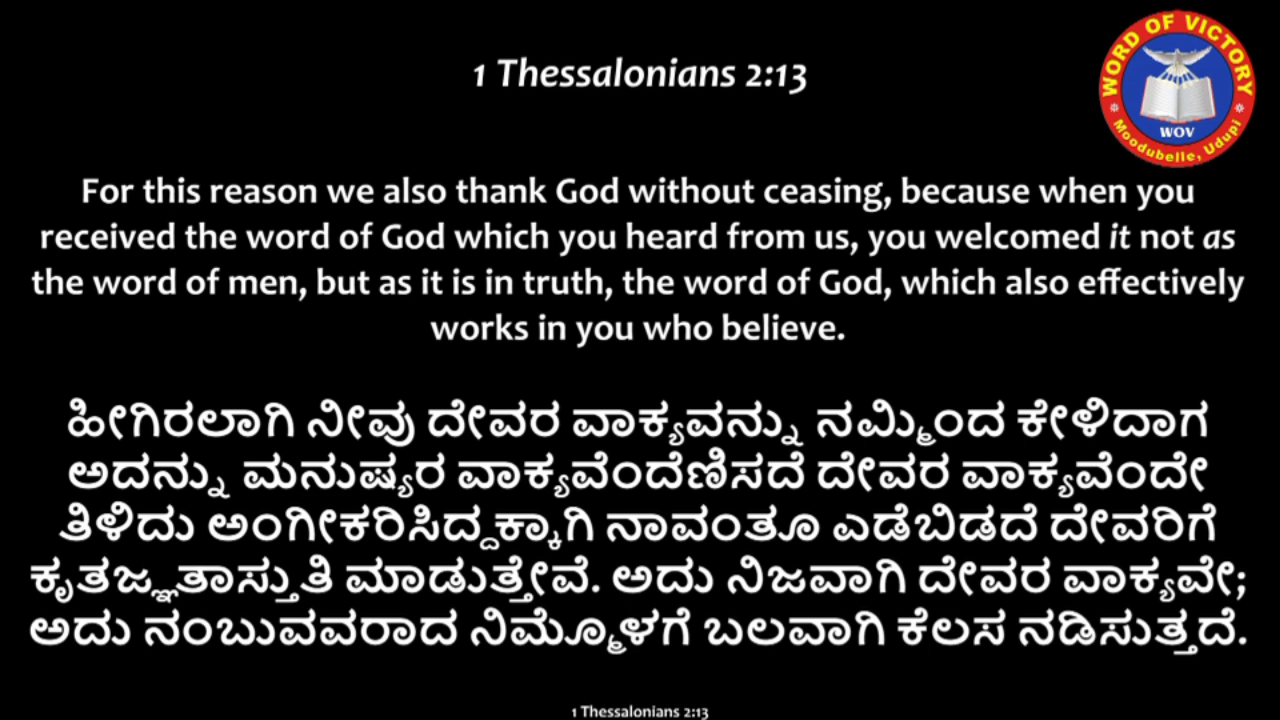 1 Thessalonians 2:13
WORD OF VICTORY
WOV
Moodubelle, Udupi
For this reason we also thank God without ceasing, because when you
received the word of God which you heard from us, you welcomed it not as
the word of men, but as it is in truth, the word of God, which also effectively
works in you who believe.
ಹೀಗಿರಲಾಗಿ ನೀವು ದೇವರ ವಾಕ್ಯವನ್ನು ನಮ್ಮಿಂದ ಕೇಳಿದಾಗ
ಅದನ್ನು ಮನುಷ್ಯರ ವಾಕ್ಯವೆಂದೆಣಿಸದೆ ದೇವರ ವಾಕ್ಯವೆಂದೇ
ತಿಳಿದು ಅಂಗೀಕರಿಸಿದ್ದಕ್ಕಾಗಿ ನಾವಂತೂ ಎಡೆಬಿಡದೆ ದೇವರಿಗೆ
ಕೃತಜ್ಞತಾಸ್ತುತಿ ಮಾಡುತ್ತೇವೆ. ಅದು ನಿಜವಾಗಿ ದೇವರ ವಾಕ್ಯವೇ;
ಅದು ನಂಬುವವರಾದ ನಿಮ್ಮೊಳಗೆ ಬಲವಾಗಿ ಕೆಲಸ ನಡಿಸುತ್ತದೆ.
1 Thessalonians 2:13